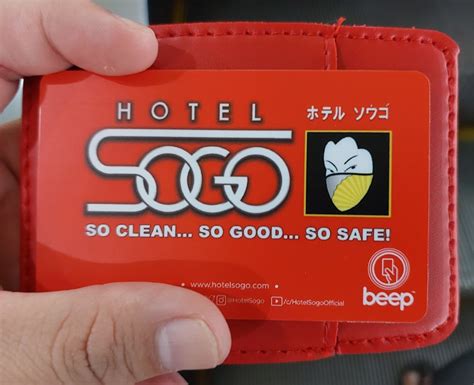 HOTEL
ホテル ソウゴ
SOGO
SO CLEAN... SO GOOD... SO SAFE!
• www.hotelsogo.com •
@HotelSogo /c/HotelSogoOfficial
beep